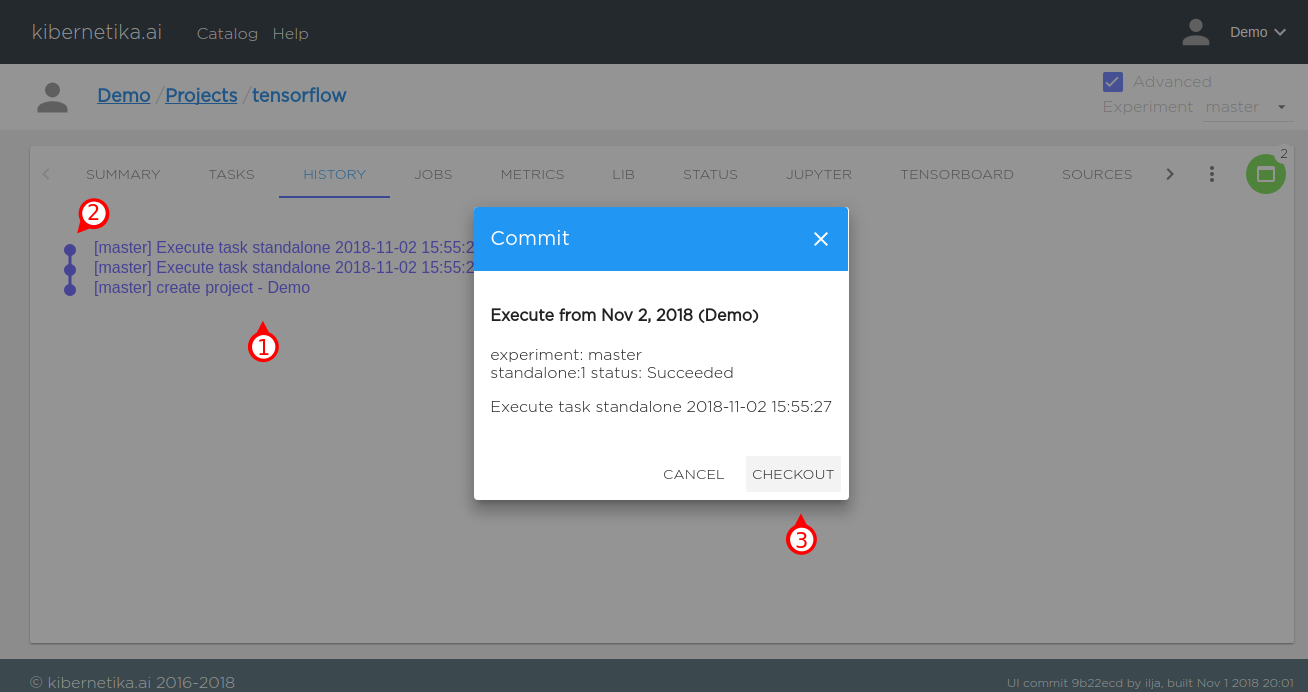 kibernetika.ai Catalog Help Demo
Demo / Projects / tensorflow
Advanced
Experiment master
SUMMARY TASKS HISTORY JOBS METRICS LIB STATUS JUPYTER TENSORBOARD SOURCES 2
2
[master] Execute task standalone 2018-11-02 15:55:2
[master] Execute task standalone 2018-11-02 15:55:2
[master] create project - Demo
1
Commit
Execute from Nov 2, 2018 (Demo)
experiment: master
standalone:1 status: Succeeded
Execute task standalone 2018-11-02 15:55:27
CANCEL CHECKOUT
3
© kibernetika.ai 2016-2018 UI commit 9b22ecd by ilja, built Nov 1 2018 20:01